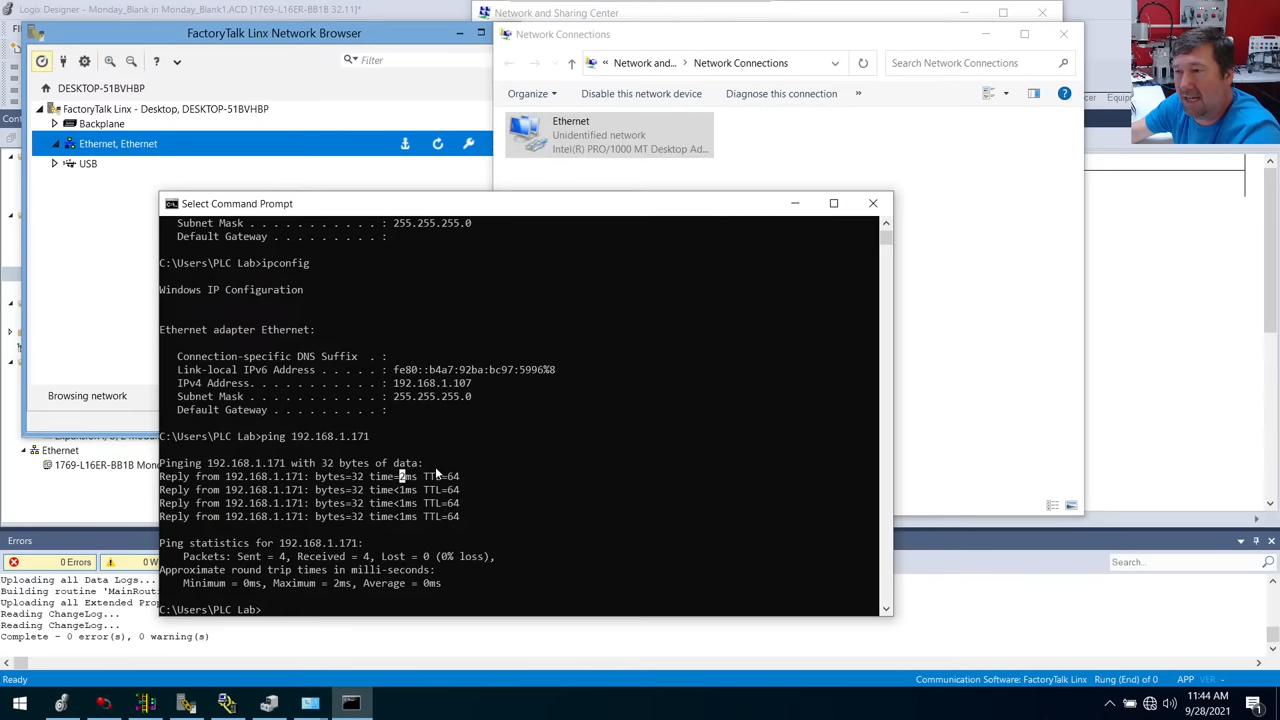 Logix Designer - Monday_Blank in Monday_Blank1.ACD [1769-L16ER-BB1B 32.11]*
Network and Sharing Center
FactoryTalk Linx Network Browser
Network Connections
Network and...
Network Connections
Search Network Connections
Filter
DESKTOP-51BVHBP
Organize
Disable this network device
Diagnose this connection
»
FactoryTalk Linx - Desktop, DESKTOP-51BVHBP
Backplane
Ethernet, Ethernet
USB
Ethernet
Unidentified network
Intel(R) PRO/1000 MT Desktop Ad...
Select Command Prompt
Subnet Mask . . . . . . . . . . . : 255.255.255.0
Default Gateway . . . . . . . . . :
C:\Users\PLC Lab>ipconfig
Windows IP Configuration
Ethernet adapter Ethernet:
Connection-specific DNS Suffix  . :
Link-local IPv6 Address . . . . . : fe80::b4a7:92ba:bc97:5996%8
IPv4 Address. . . . . . . . . . . : 192.168.1.107
Subnet Mask . . . . . . . . . . . : 255.255.255.0
Default Gateway . . . . . . . . . :
C:\Users\PLC Lab>ping 192.168.1.171
Pinging 192.168.1.171 with 32 bytes of data:
Reply from 192.168.1.171: bytes=32 time=2ms TTL=64
Reply from 192.168.1.171: bytes=32 time<1ms TTL=64
Reply from 192.168.1.171: bytes=32 time<1ms TTL=64
Reply from 192.168.1.171: bytes=32 time<1ms TTL=64
Ping statistics for 192.168.1.171:
Packets: Sent = 4, Received = 4, Lost = 0 (0% loss),
Approximate round trip times in milli-seconds:
Minimum = 0ms, Maximum = 2ms, Average = 0ms
C:\Users\PLC Lab>
Browsing network
Ethernet
1769-L16ER-BB1B Mon
Errors
0 Errors
0 W
Search...
Uploading all Data Logs...
Building routine 'MainRout
Uploading all Extended Prop
Reading ChangeLog...
Reading ChangeLog...
Complete - 0 error(s), 0 warning(s)
Ready
Communication Software: FactoryTalk Linx
Rung (End) of 0
APP
VER
11:44 AM
9/28/2021
1